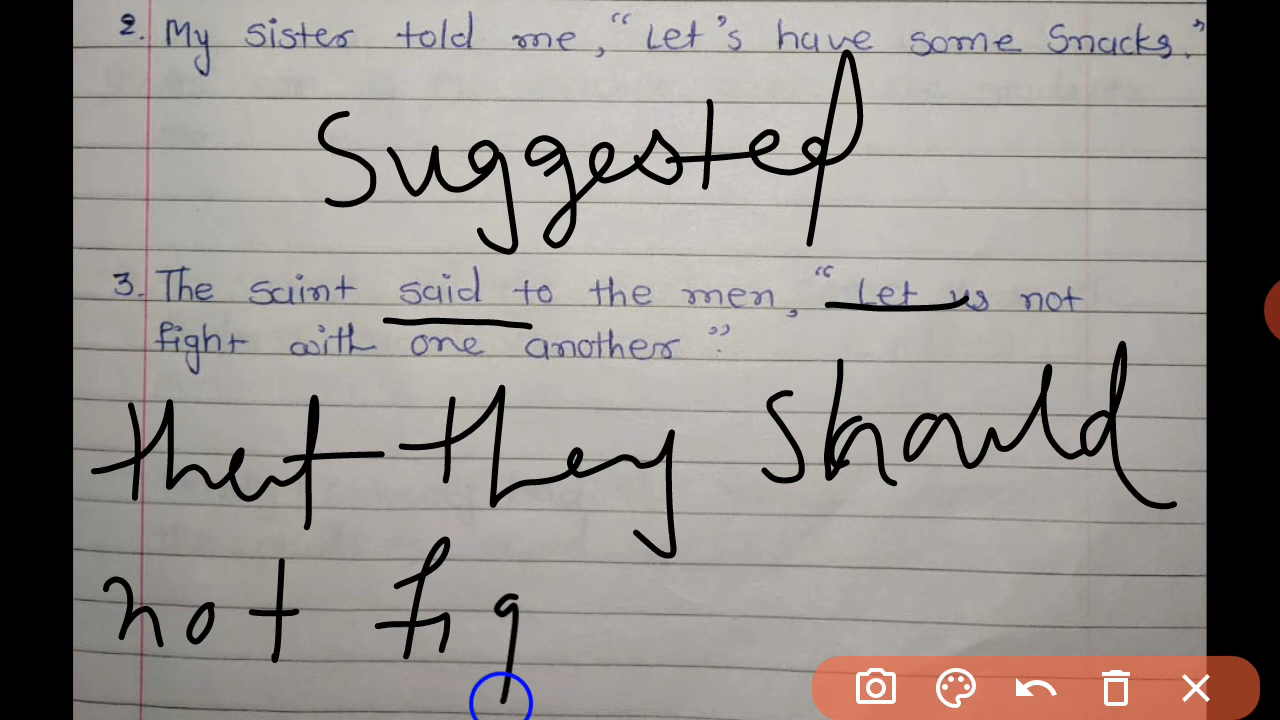 2. My sister told me, "Let's have some Snacks."
Suggested
3. The saint said to the men, "Let us not
fight with one another".
that they should
not fig